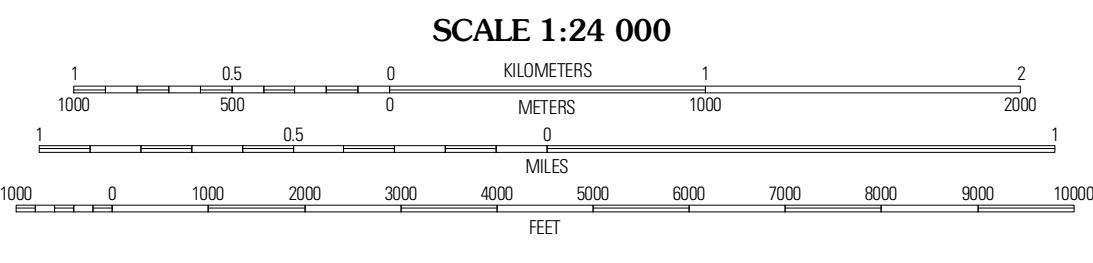 SCALE 1:24 000
1 0.5 0 KILOMETERS 1 2
1000 500 0 METERS 1000 2000
1 0.5 0 1
MILES
1000 0 1000 2000 3000 4000 5000 6000 7000 8000 9000 10000
FEET